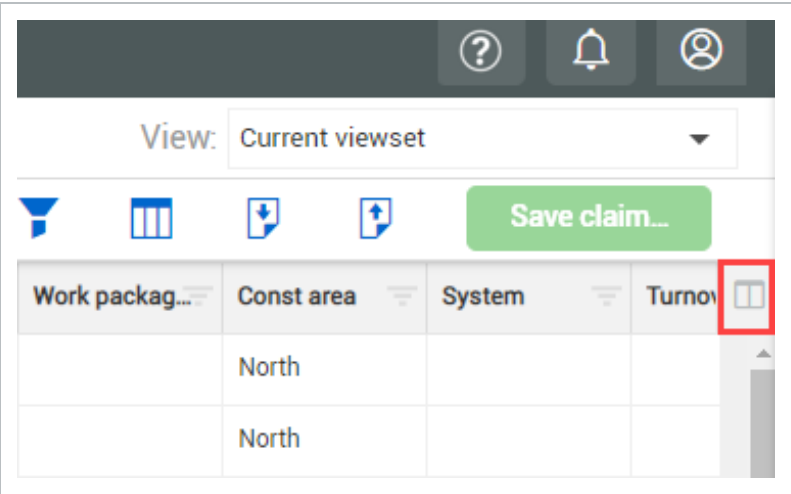 View: Current viewset
Save claim...
Work packag... Const area System Turnov
North
North